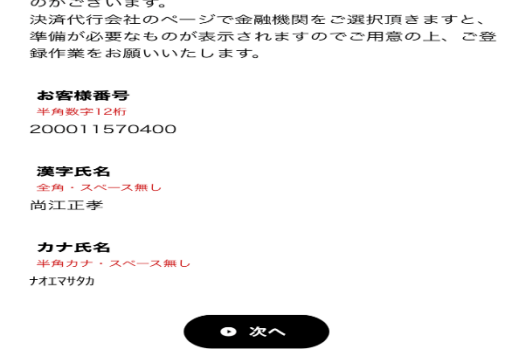 のがございます。
決済代行会社のページで金融機関をご選択頂きますと、
準備が必要なものが表示されますのでご用意の上、ご登
録作業をお願いいたします。
お客様番号
半角数字12桁
200011570400
漢字氏名
全角・スペース無し
尚江正孝
カナ氏名
半角カナ・スペース無し
ﾅｵｴﾏｻﾀｶ
次へ